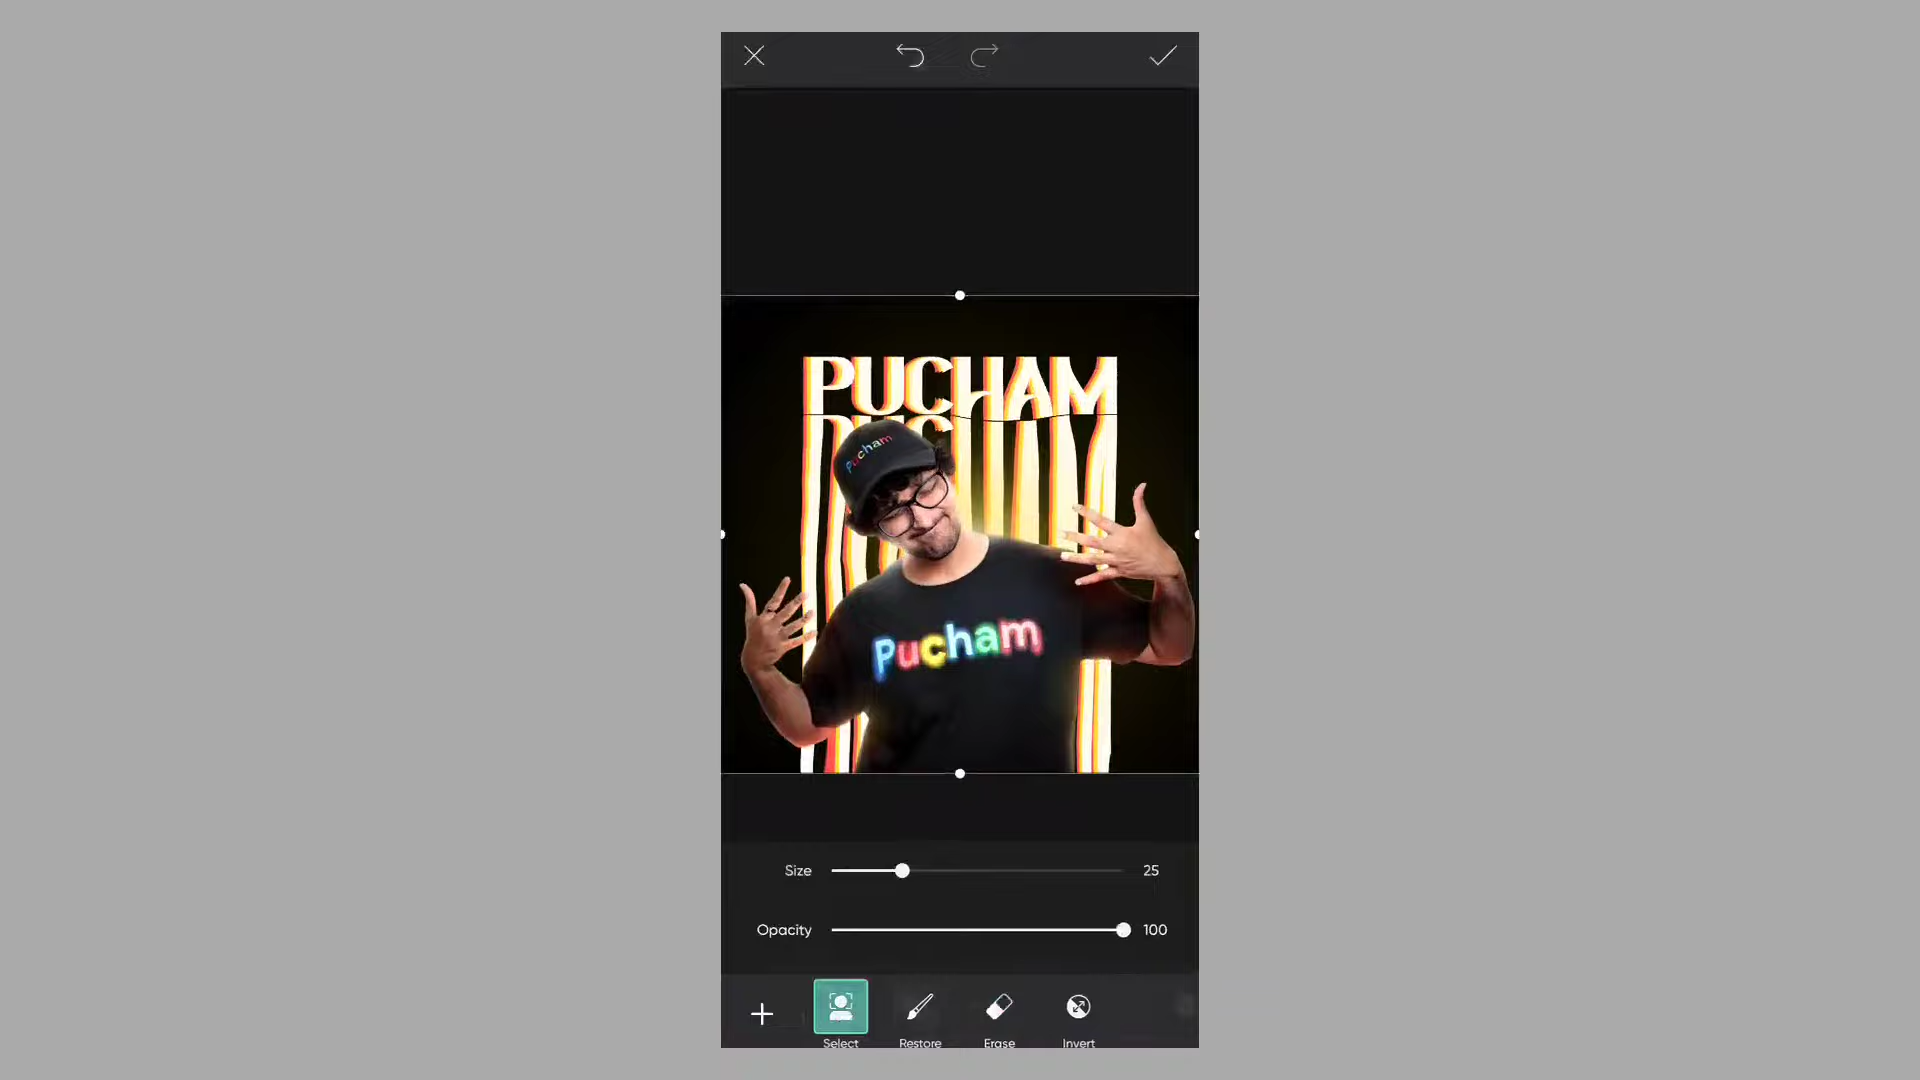 PUCHAM
Pucham
Pucham
Size 25
Opacity 100
Select Restore Erase Invert